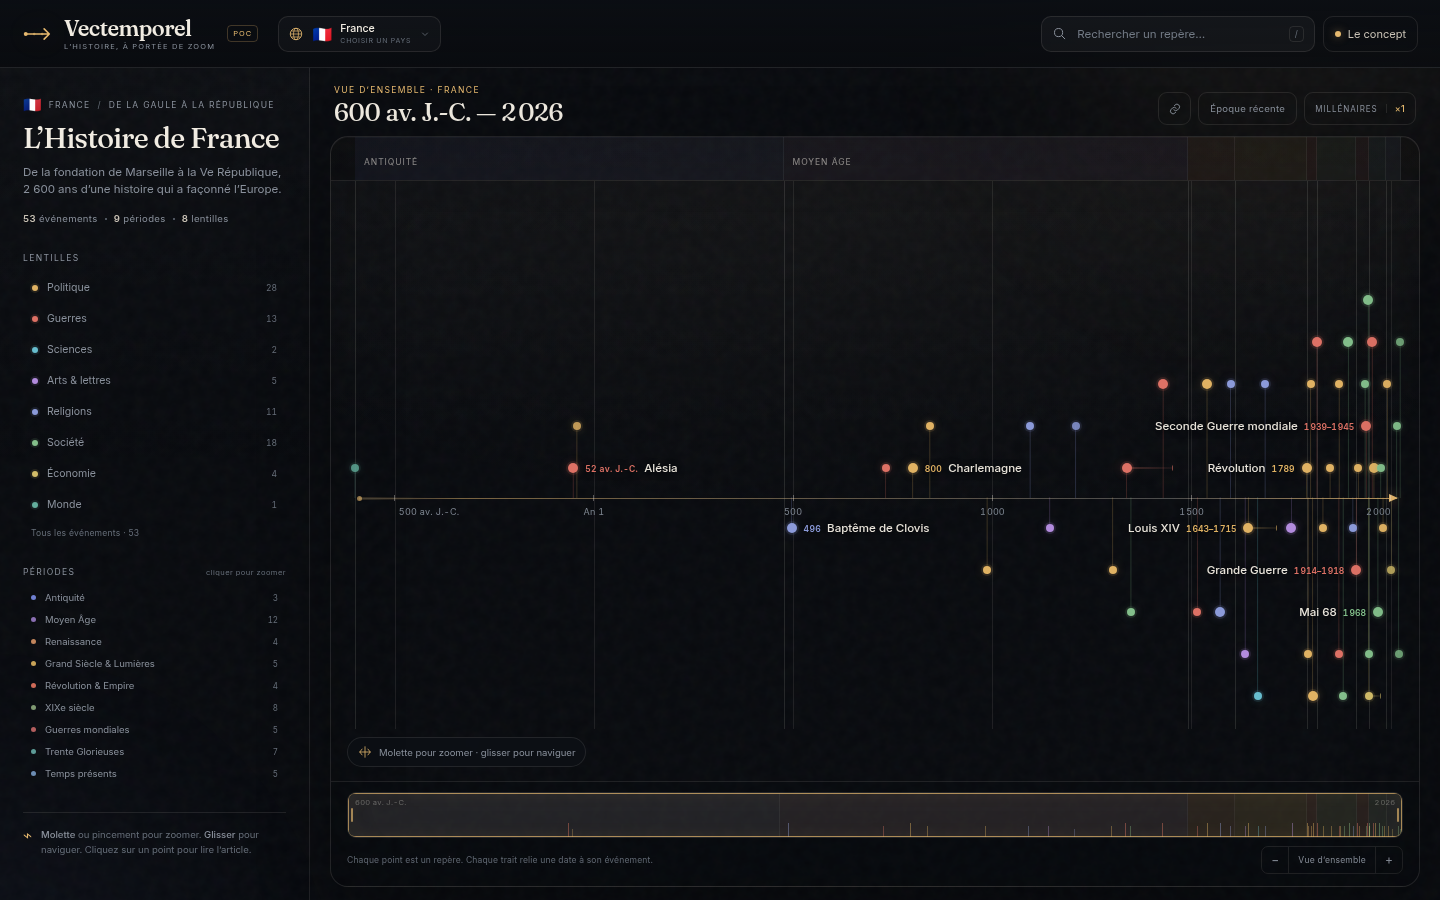 Vectemporel
L'HISTOIRE, À PORTÉE DE ZOOM
POC
France
CHOISIR UN PAYS
Rechercher un repère...
/
Le concept
FRANCE / DE LA GAULE À LA RÉPUBLIQUE
L'Histoire de France
De la fondation de Marseille à la Ve République,
2 600 ans d'une histoire qui a façonné l'Europe.
53 événements · 9 périodes · 8 lentilles
LENTILLES
Politique 28
Guerres 13
Sciences 2
Arts & lettres 5
Religions 11
Société 18
Économie 4
Monde 1
Tous les événements · 53
PÉRIODES cliquer pour zoomer
Antiquité 3
Moyen Âge 12
Renaissance 4
Grand Siècle & Lumières 5
Révolution & Empire 4
XIXe siècle 8
Guerres mondiales 5
Trente Glorieuses 7
Temps présents 5
Molette ou pincement pour zoomer. Glisser pour
naviguer. Cliquez sur un point pour lire l'article.
VUE D'ENSEMBLE · FRANCE
600 av. J.-C. — 2026
Époque récente
MILLÉNAIRES ×1
ANTIQUITÉ
MOYEN ÂGE
Seconde Guerre mondiale 1939–1945
52 av. J.-C. Alésia
800 Charlemagne
Révolution 1789
500 av. J.-C.
An 1
500
1000
1500
2000
496 Baptême de Clovis
Louis XIV 1643–1715
Grande Guerre 1914–1918
Mai 68 1968
Molette pour zoomer · glisser pour naviguer
600 av. J.-C.
2026
Chaque point est un repère. Chaque trait relie une date à son événement.
− Vue d'ensemble +